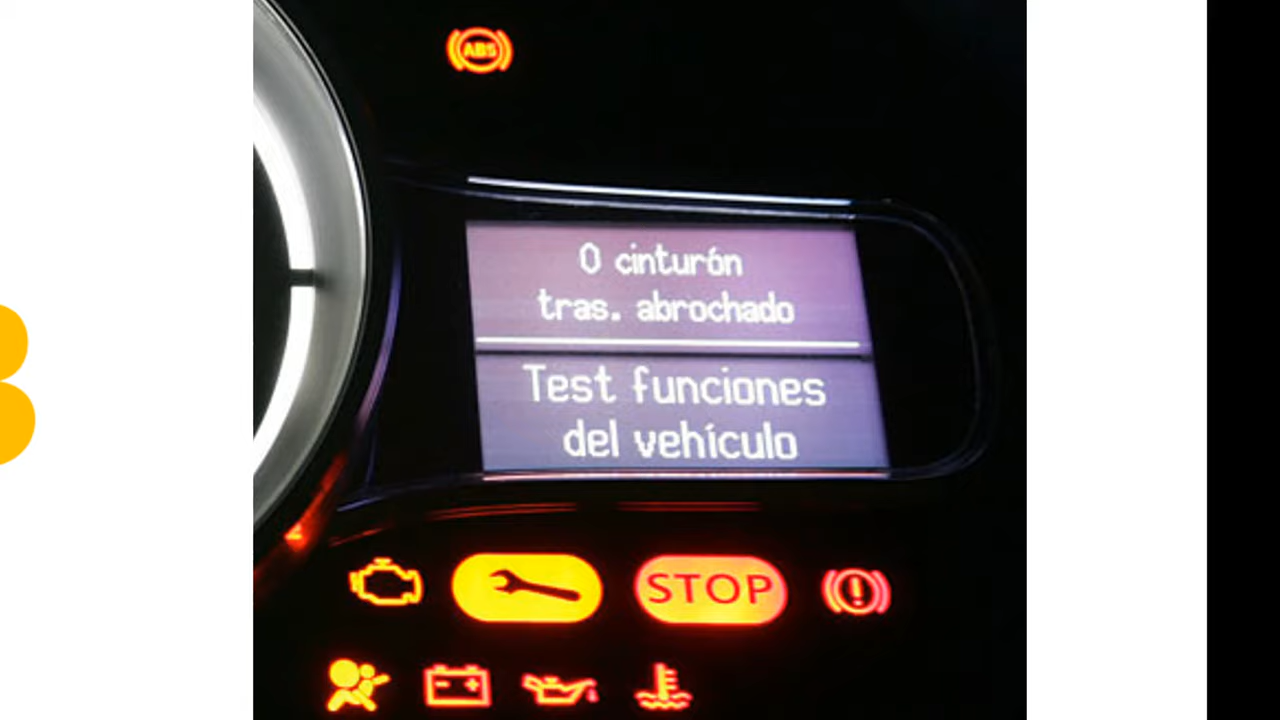 ABS
0 cinturón
tras. abrochado
Test funciones
del vehículo
STOP